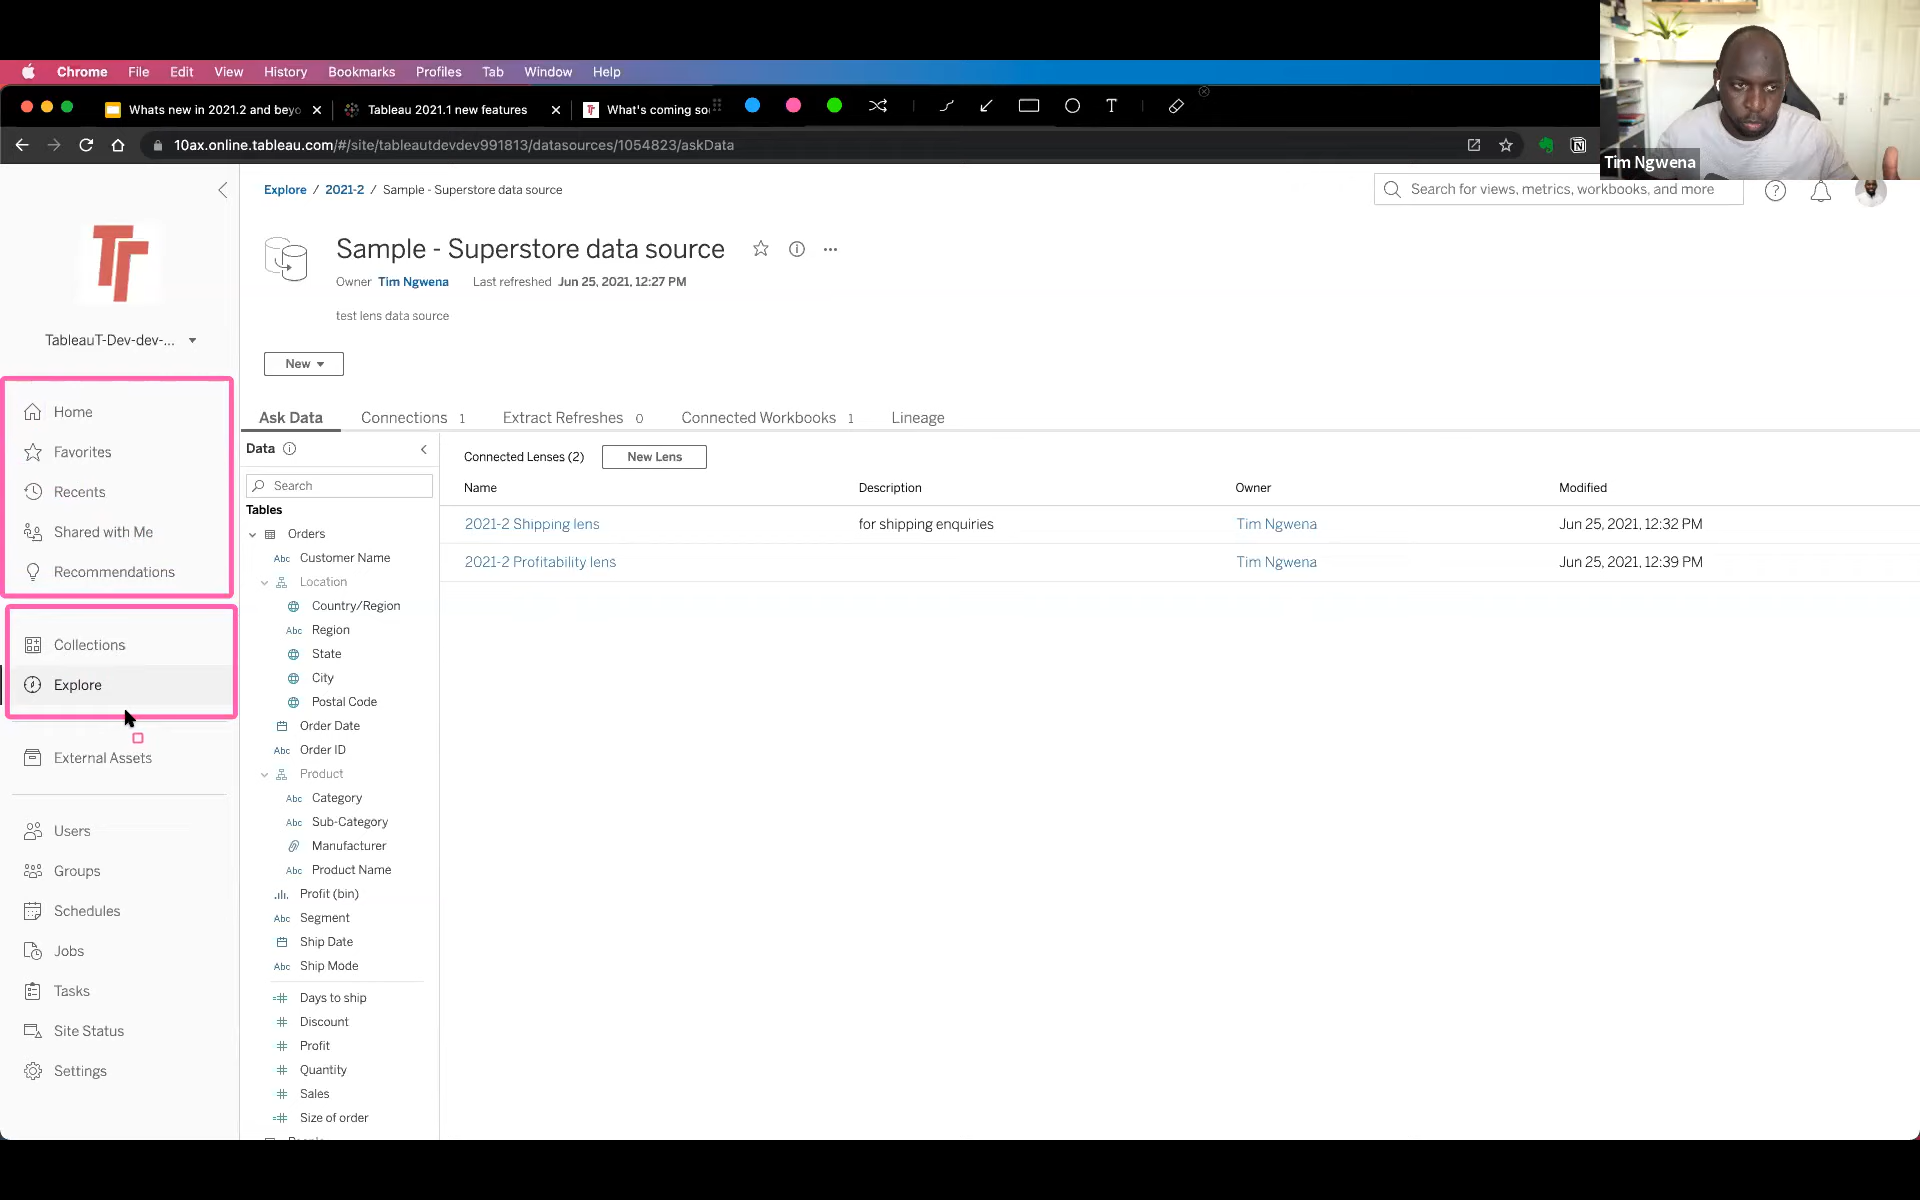 Chrome File Edit View History Bookmarks Profiles Tab Window Help
Whats new in 2021.2 and beyo
Tableau 2021.1 new features
What's coming so
T
10ax.online.tableau.com/#/site/tableautdevdev991813/datasources/1054823/askData
Tim Ngwena
Explore / 2021-2 / Sample - Superstore data source
Search for views, metrics, workbooks, and more
Sample - Superstore data source
Owner Tim Ngwena Last refreshed Jun 25, 2021, 12:27 PM
test lens data source
TableauT-Dev-dev-...
New
Home
Favorites
Recents
Shared with Me
Recommendations
Collections
Explore
External Assets
Users
Groups
Schedules
Jobs
Tasks
Site Status
Settings
Ask Data Connections 1 Extract Refreshes 0 Connected Workbooks 1 Lineage
Data
Search
Tables
Orders
Abc Customer Name
Location
Country/Region
Abc Region
State
City
Postal Code
Order Date
Abc Order ID
Product
Abc Category
Abc Sub-Category
Manufacturer
Abc Product Name
Profit (bin)
Abc Segment
Ship Date
Abc Ship Mode
Days to ship
Discount
Profit
Quantity
Sales
Size of order
Connected Lenses (2) New Lens
Name Description Owner Modified
2021-2 Shipping lens for shipping enquiries Tim Ngwena Jun 25, 2021, 12:32 PM
2021-2 Profitability lens Tim Ngwena Jun 25, 2021, 12:39 PM